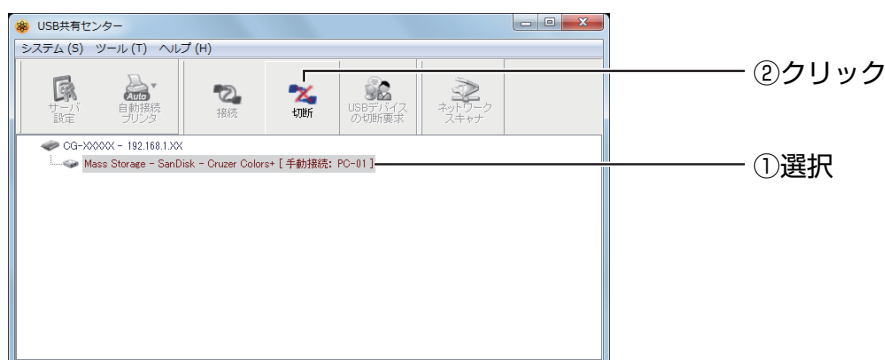 USB共有センター
システム (S) ツール (T) ヘルプ (H)
サーバ
設定
Auto
自動接続
プリンタ
接続
切断
USBデバイス
の切断要求
ネットワーク
スキャナ
②クリック
CG-XXXXX - 192.168.1.XX
Mass Storage - SanDisk - Cruzer Colors+ [ 手動接続: PC-01 ]
①選択